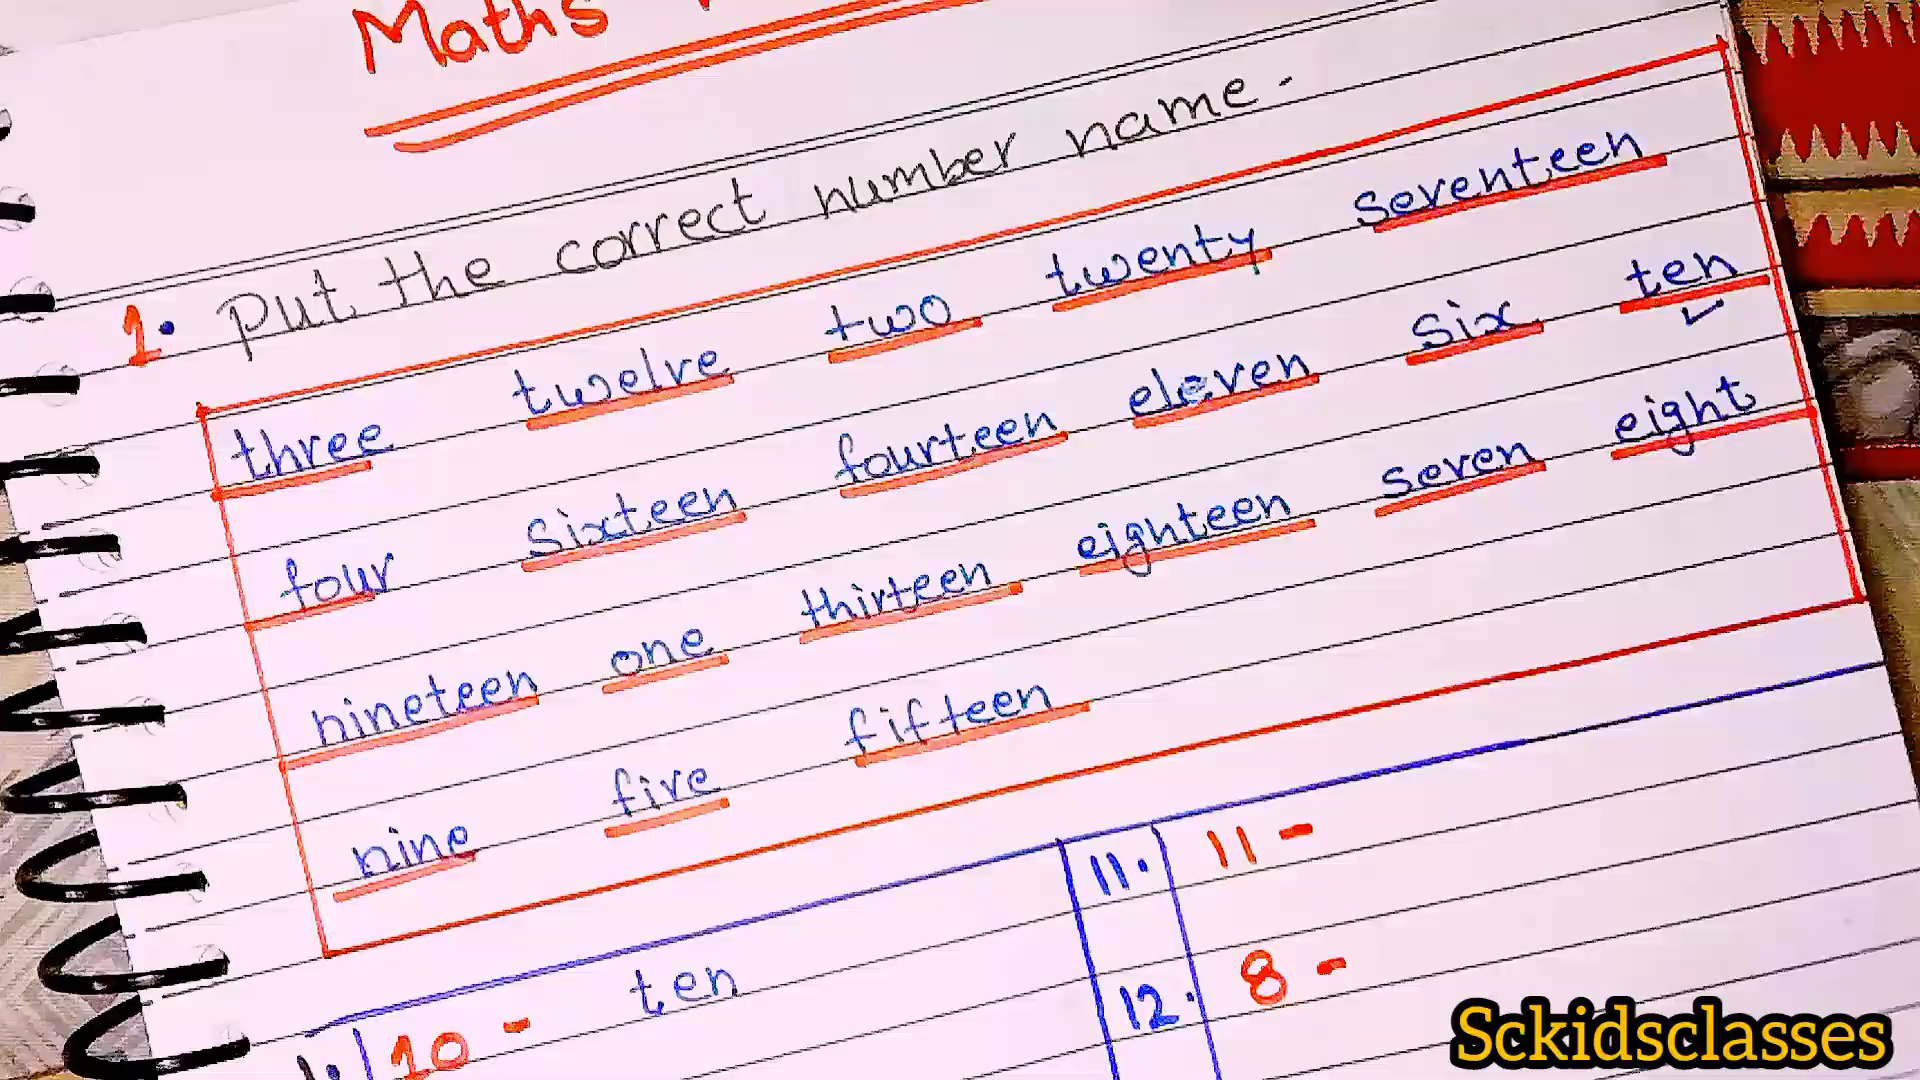 Maths
1. Put the correct number name.
three twelve two twenty seventeen
four sixteen fourteen eleven six ten ✓
nineteen one thirteen eighteen seven eight
nine five fifteen
1. 10 - ten
11. 11 -
12. 8 -
Sckidsclasses